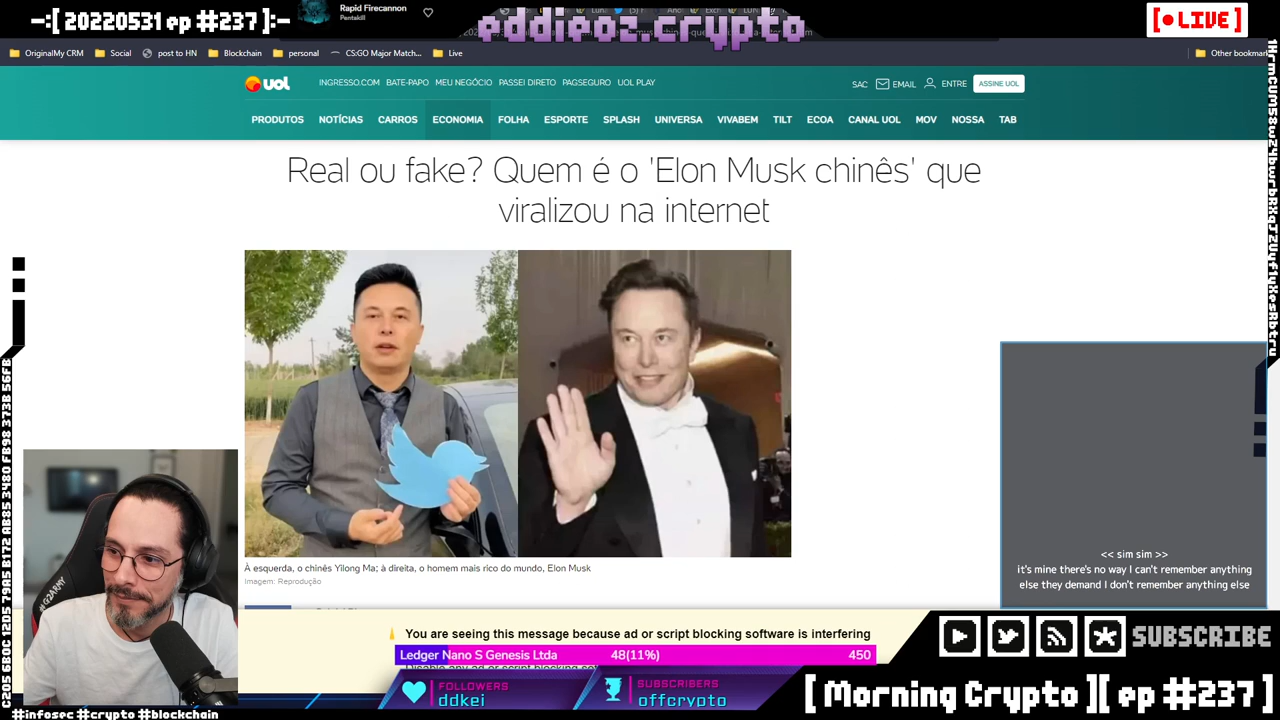 -:[ 20220531 ep #237 ]:-
Rapid Firecannon
Pentakill
eddieoz.crypto
[ • LIVE ]
OriginalMy CRM
Social
post to HN
Blockchain
personal
CS:GO Major Match...
Live
Other bookmar
uol
INGRESSO.COM BATE-PAPO MEU NEGÓCIO PASSEI DIRETO PAGSEGURO UOL PLAY
SAC EMAIL ENTRE ASSINE UOL
PRODUTOS NOTÍCIAS CARROS ECONOMIA FOLHA ESPORTE SPLASH UNIVERSA VIVABEM TILT ECOA CANAL UOL MOV NOSSA TAB
Real ou fake? Quem é o 'Elon Musk chinês' que
viralizou na internet
À esquerda, o chinês Yilong Ma; à direita, o homem mais rico do mundo, Elon Musk
Imagem: Reprodução
<< sim sim >>
it's mine there's no way I can't remember anything
else they demand I don't remember anything else
You are seeing this message because ad or script blocking software is interfering
Ledger Nano S Genesis Ltda 48(11%) 450
FOLLOWERS
ddkei
SUBSCRIBERS
offcrypto
SUBSCRIBE
[ Morning Crypto ][ ep #237 ]
#infosec #crypto #blockchain